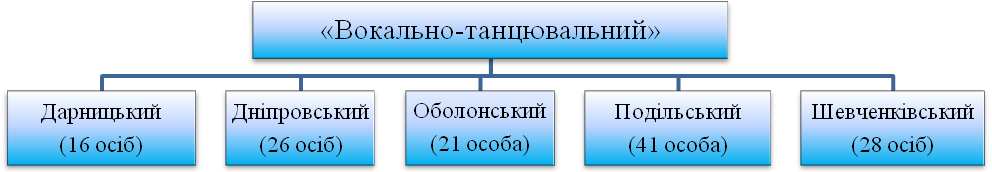 «Вокально-танцювальний»
Дарницький
(16 осіб)
Дніпровський
(26 осіб)
Оболонський
(21 особа)
Подільський
(41 особа)
Шевченківський
(28 осіб)